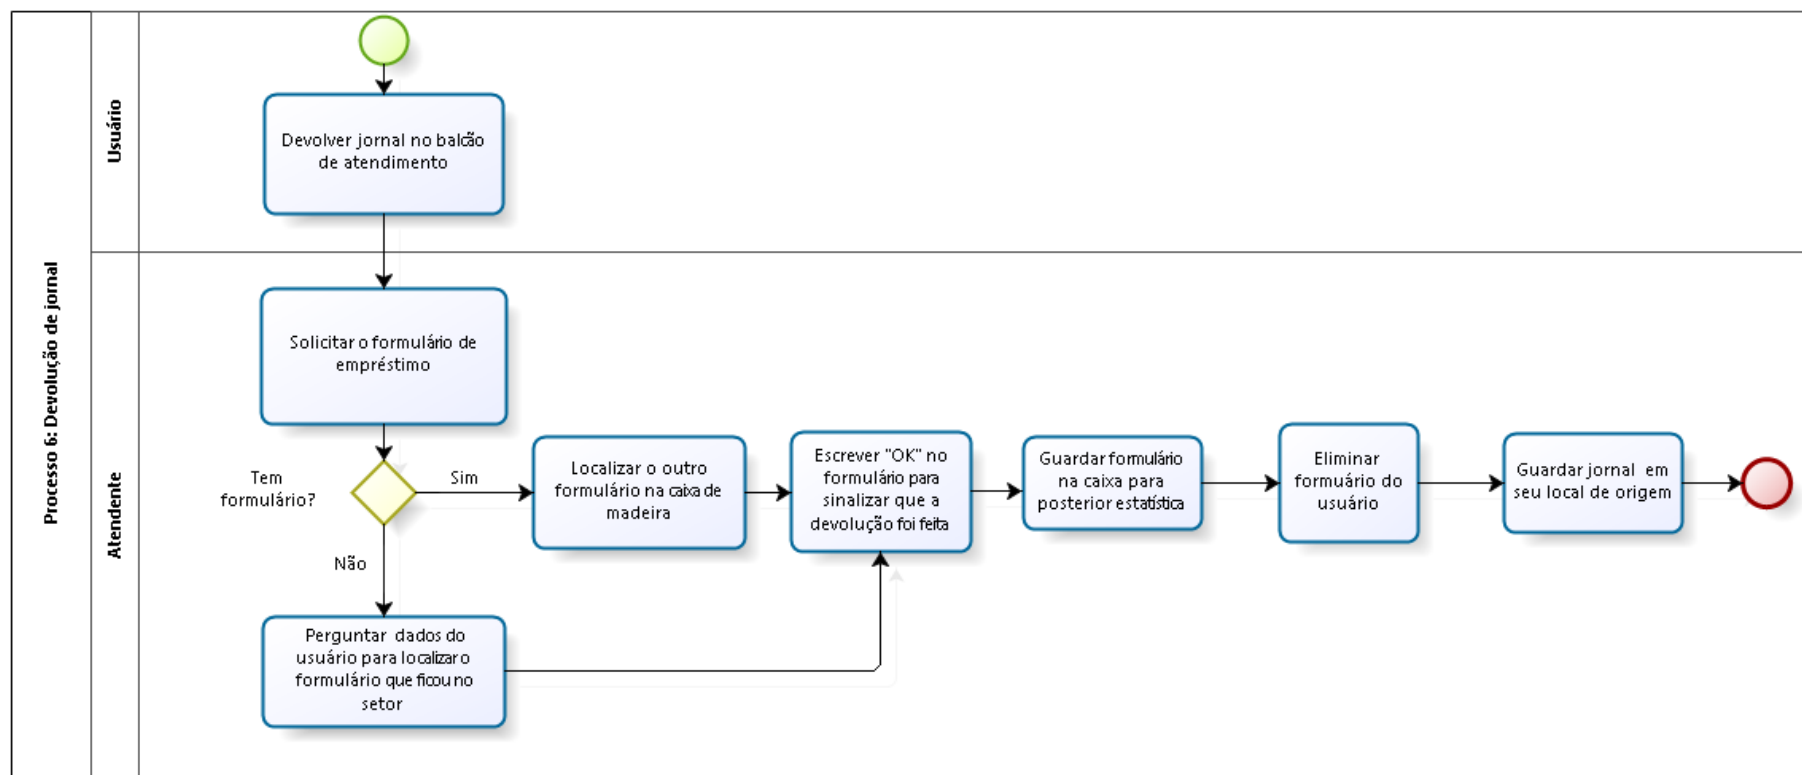 Processo 6: Devolução de jornal
Usuário
Devolver jornal no balcão
de atendimento
Atendente
Solicitar o formulário de
empréstimo
Tem
formulário?
Sim
Não
Localizar o outro
formulário na caixa de
madeira
Escrever "OK" no
formulário para
sinalizar que a
devolução foi feita
Guardar formulário
na caixa para
posterior estatística
Eliminar
formuário do
usuário
Guardar jornal em
seu local de origem
Perguntar dados do
usuário para localizar o
formulário que ficou no
setor